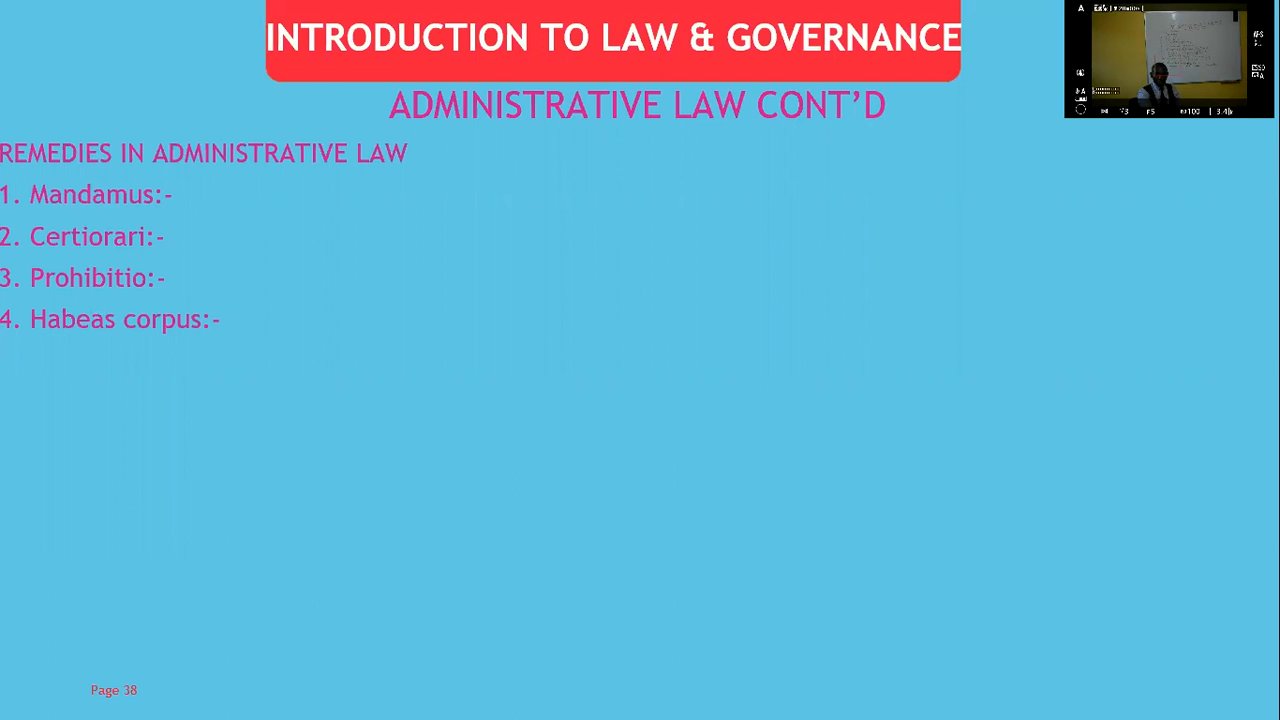 INTRODUCTION TO LAW & GOVERNANCE
ADMINISTRATIVE LAW CONT’D
REMEDIES IN ADMINISTRATIVE LAW
1. Mandamus:-
2. Certiorari:-
3. Prohibitio:-
4. Habeas corpus:-
Page 38